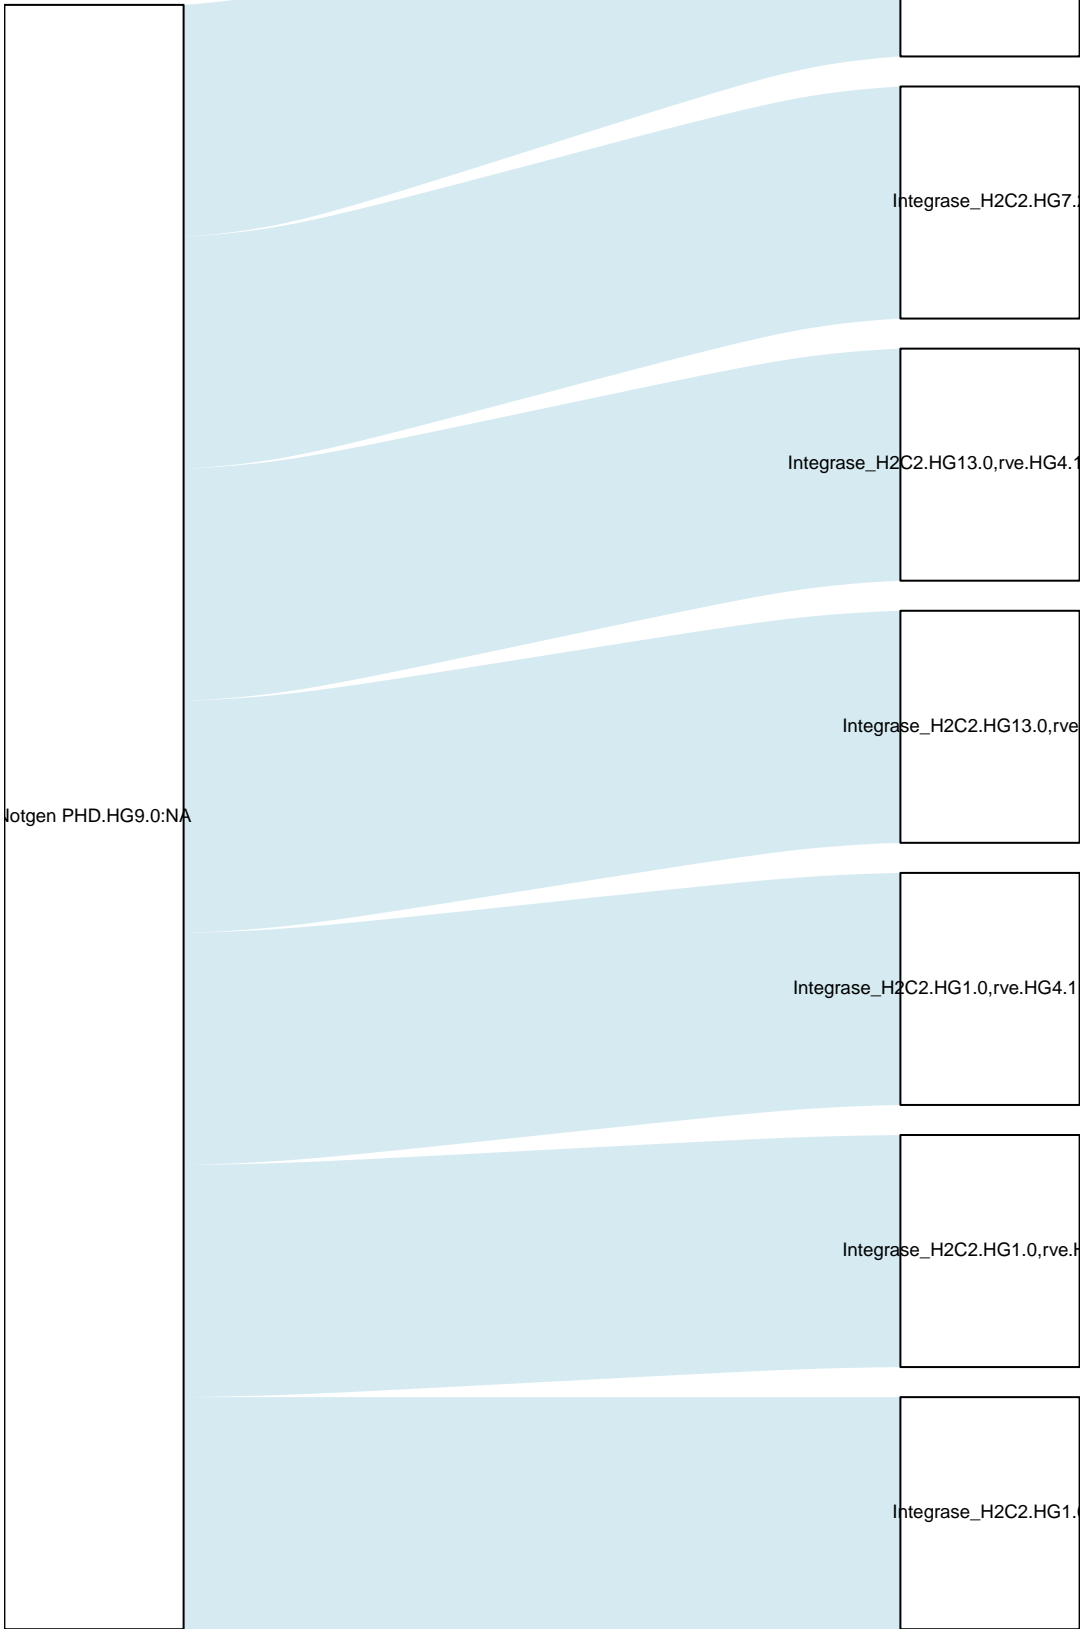 Integrase_H2C2.HG7.
Integrase_H2C2.HG13.0,rve.HG4.1
Integrase_H2C2.HG13.0,rve
Notgen PHD.HG9.0:NA
Integrase_H2C2.HG1.0,rve.HG4.1
Integrase_H2C2.HG1.0,rve.H
Integrase_H2C2.HG1.